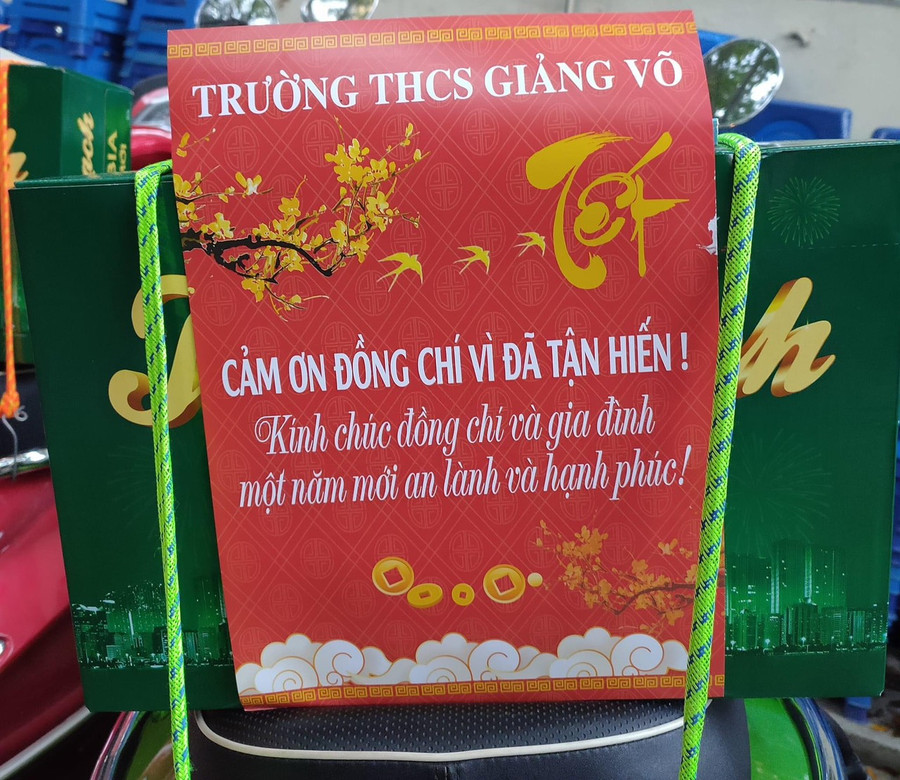 TRƯỜNG THCS GIẢNG VÕ
Tết
CẢM ƠN ĐỒNG CHÍ VÌ ĐÃ TẬN HIẾN !
Kính chúc đồng chí và gia đình
một năm mới an lành và hạnh phúc!